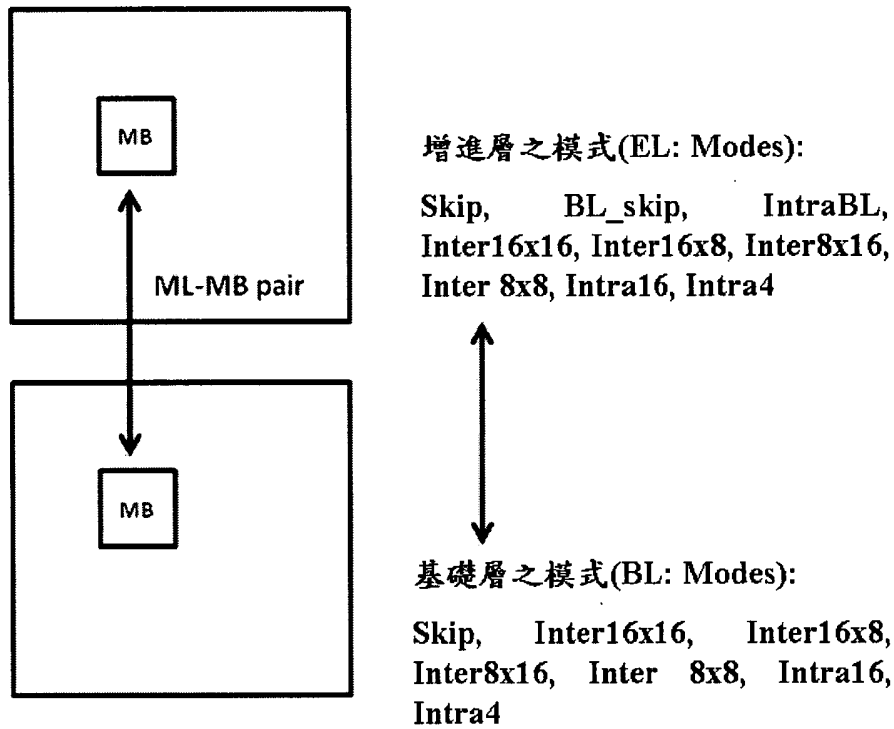 MB
增進層之模式(EL: Modes):
Skip, BL_skip, IntraBL,
Inter16x16, Inter16x8, Inter8x16,
Inter 8x8, Intra16, Intra4
ML-MB pair
MB
基礎層之模式(BL: Modes):
Skip, Inter16x16, Inter16x8,
Inter8x16, Inter 8x8, Intra16,
Intra4